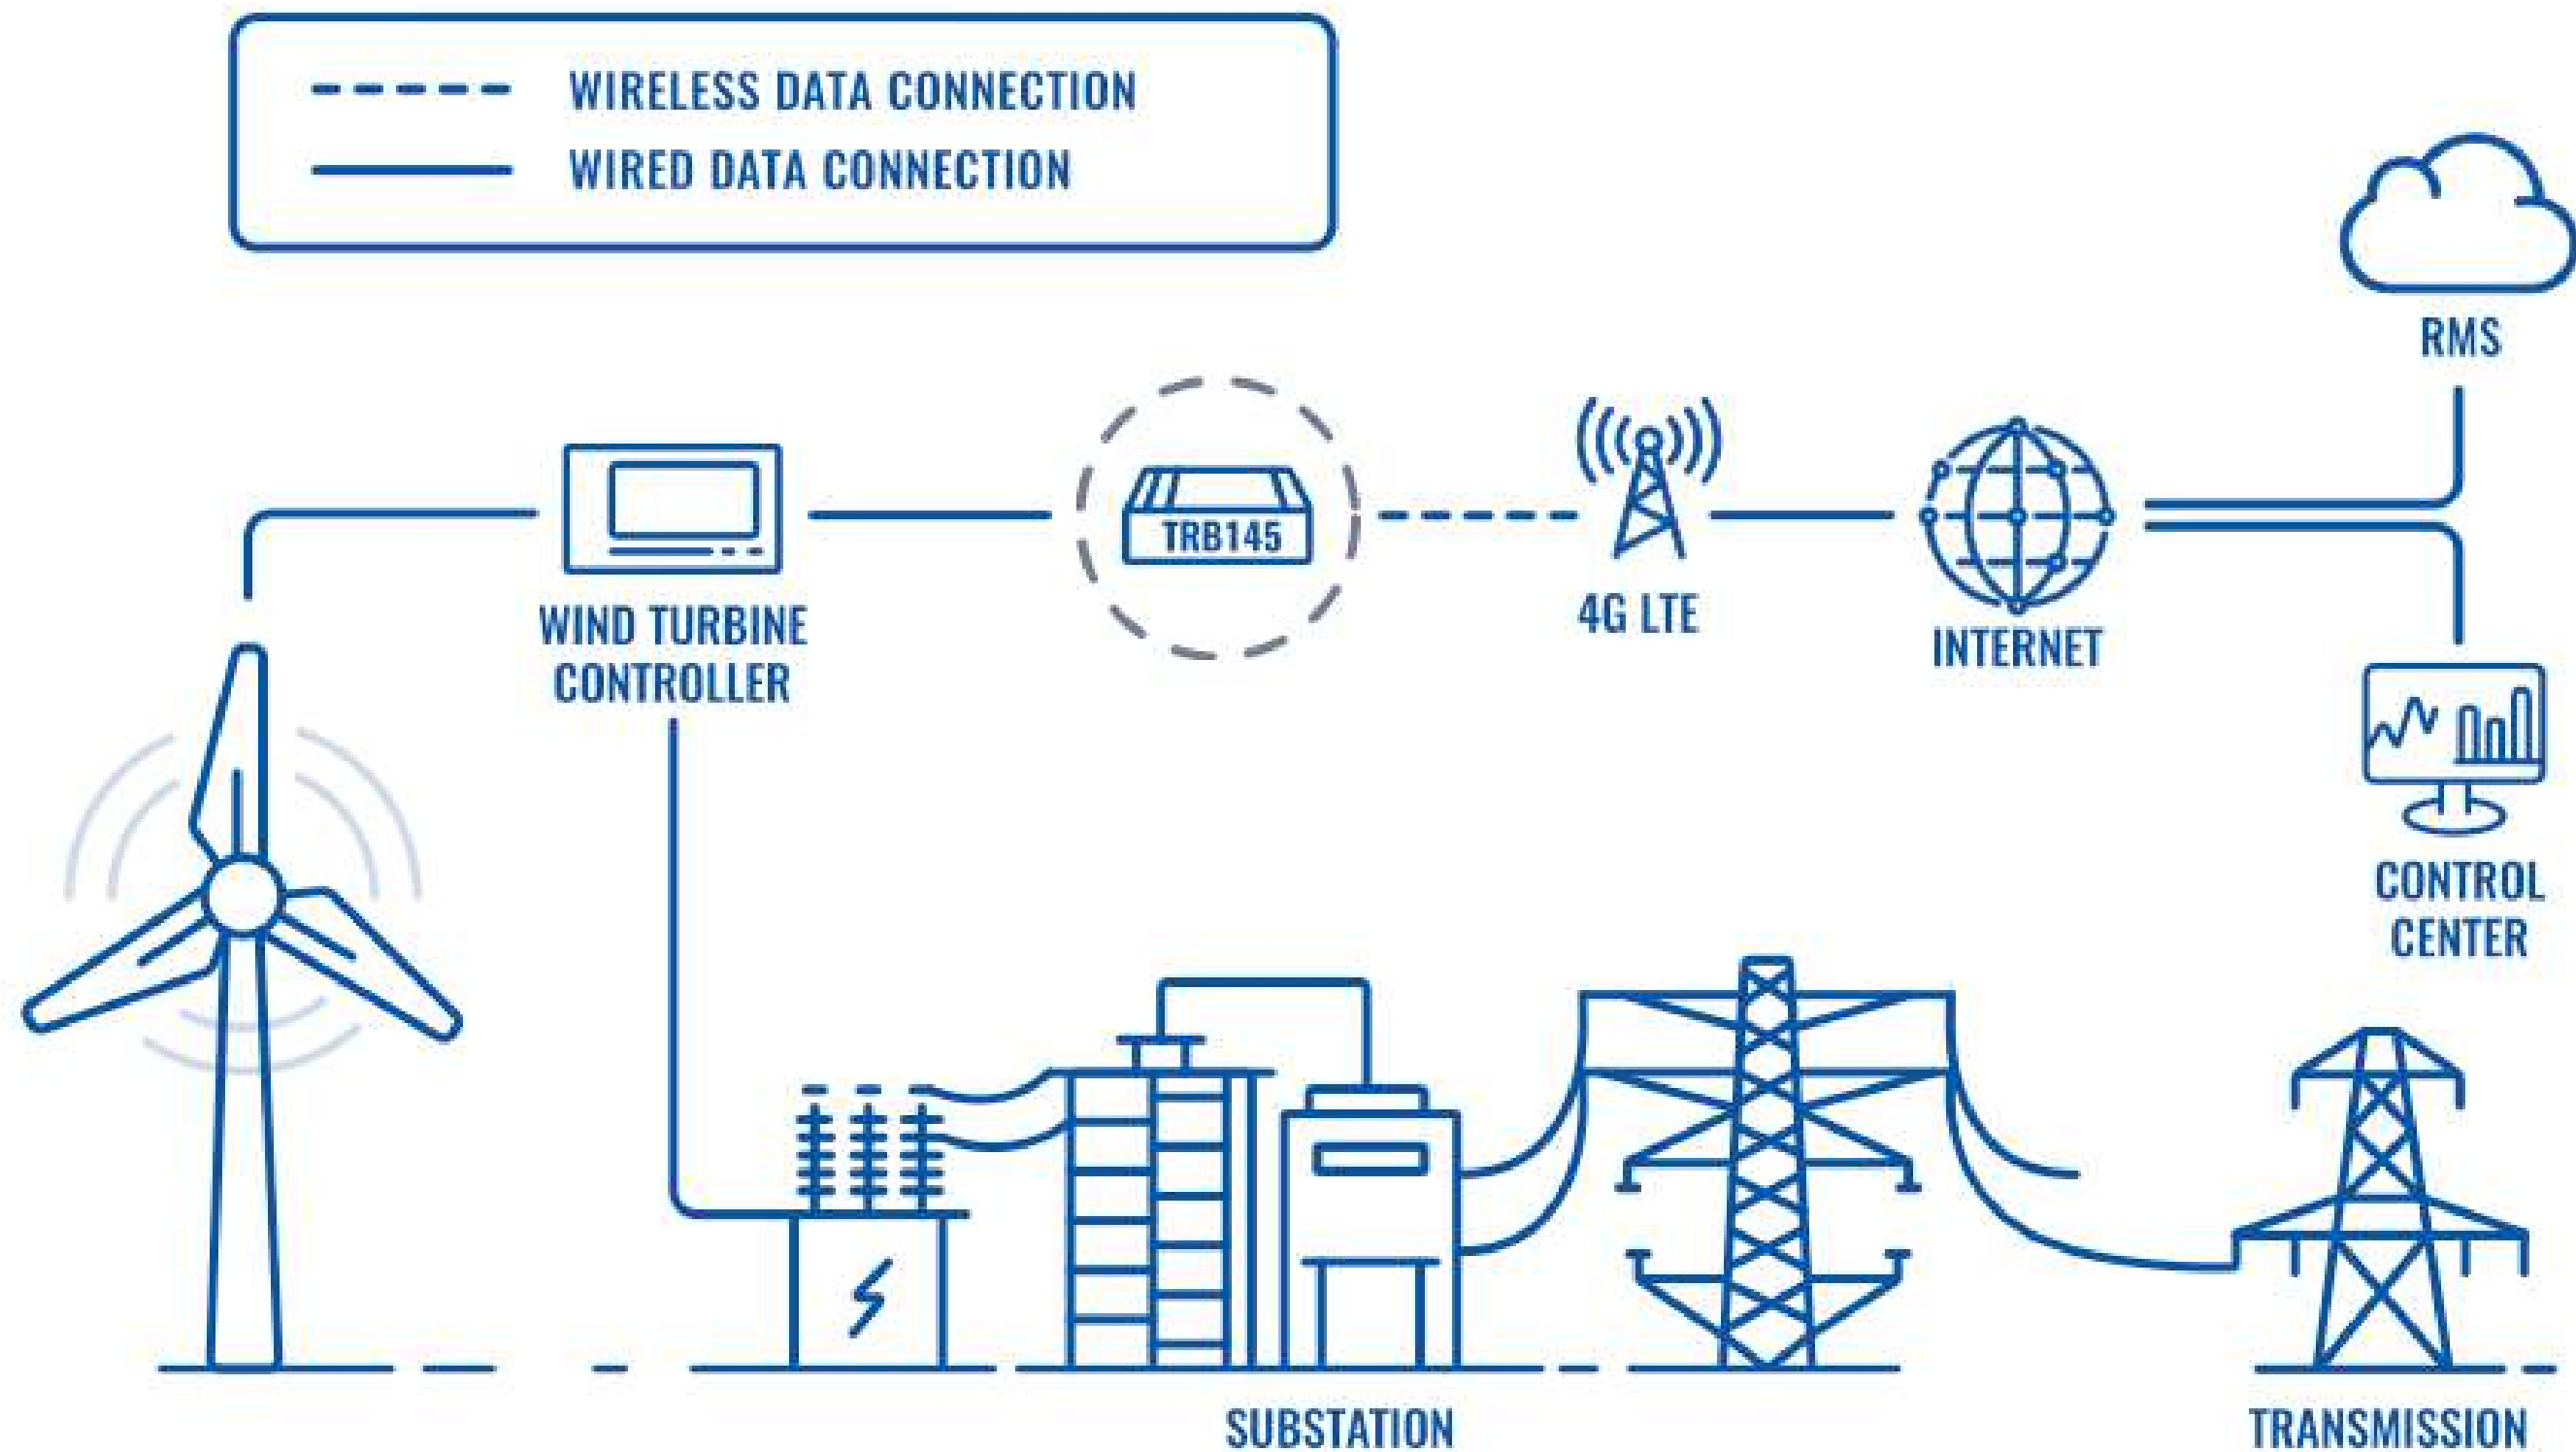 WIRELESS DATA CONNECTION
WIRED DATA CONNECTION
RMS
TRB145
WIND TURBINE
CONTROLLER
4G LTE
INTERNET
CONTROL
CENTER
SUBSTATION
TRANSMISSION